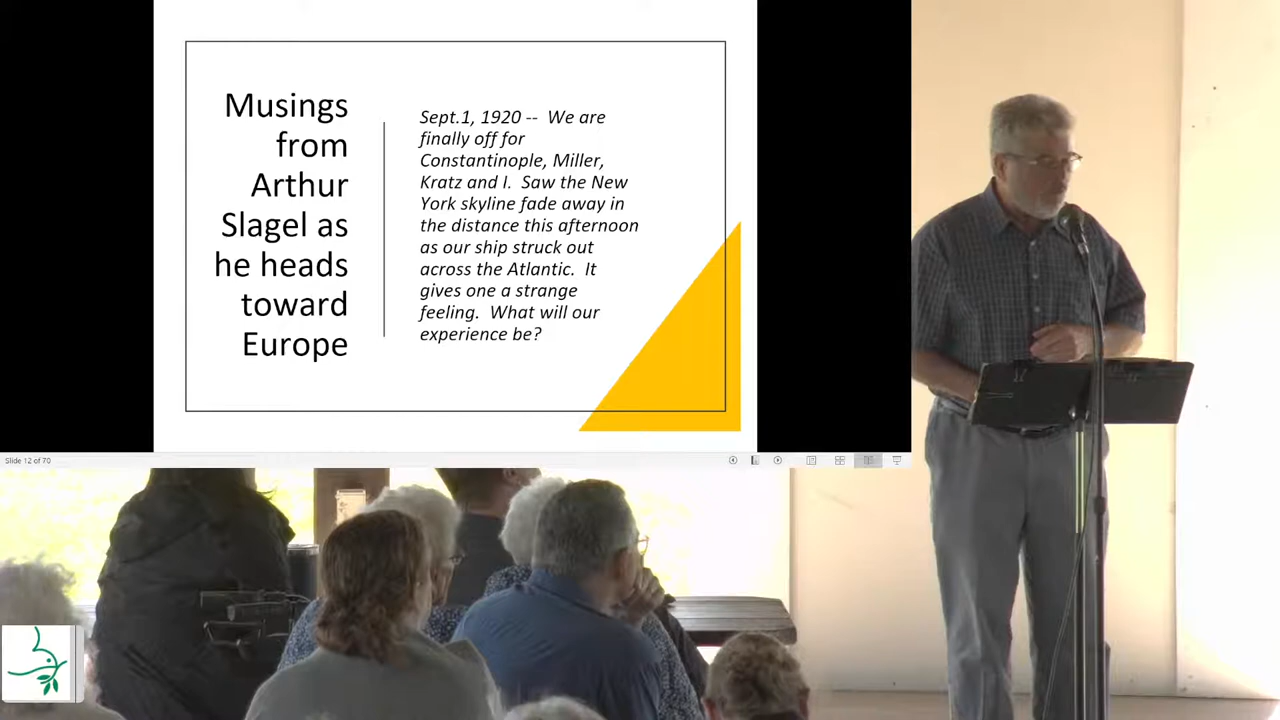 Musings
from
Arthur
Slagel as
he heads
toward
Europe
Sept.1, 1920 -- We are
finally off for
Constantinople, Miller,
Kratz and I. Saw the New
York skyline fade away in
the distance this afternoon
as our ship struck out
across the Atlantic. It
gives one a strange
feeling. What will our
experience be?
Slide 12 of 70